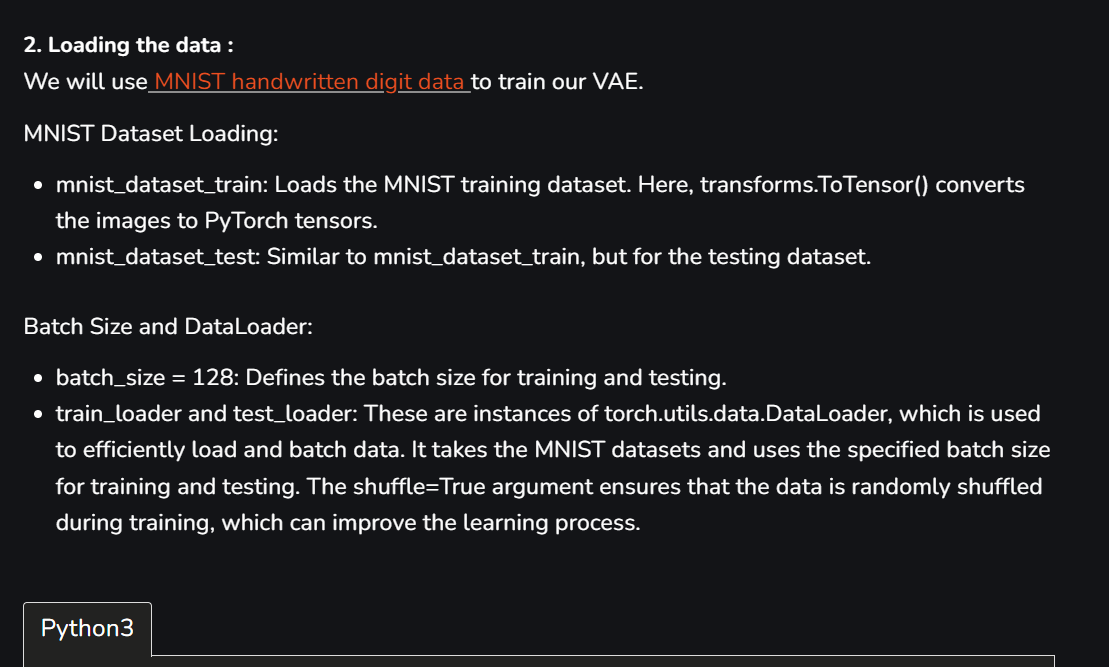 2. Loading the data :
We will use MNIST handwritten digit data to train our VAE.
MNIST Dataset Loading:
• mnist_dataset_train: Loads the MNIST training dataset. Here, transforms.ToTensor() converts
the images to PyTorch tensors.
• mnist_dataset_test: Similar to mnist_dataset_train, but for the testing dataset.
Batch Size and DataLoader:
• batch_size = 128: Defines the batch size for training and testing.
• train_loader and test_loader: These are instances of torch.utils.data.DataLoader, which is used
to efficiently load and batch data. It takes the MNIST datasets and uses the specified batch size
for training and testing. The shuffle=True argument ensures that the data is randomly shuffled
during training, which can improve the learning process.
Python3